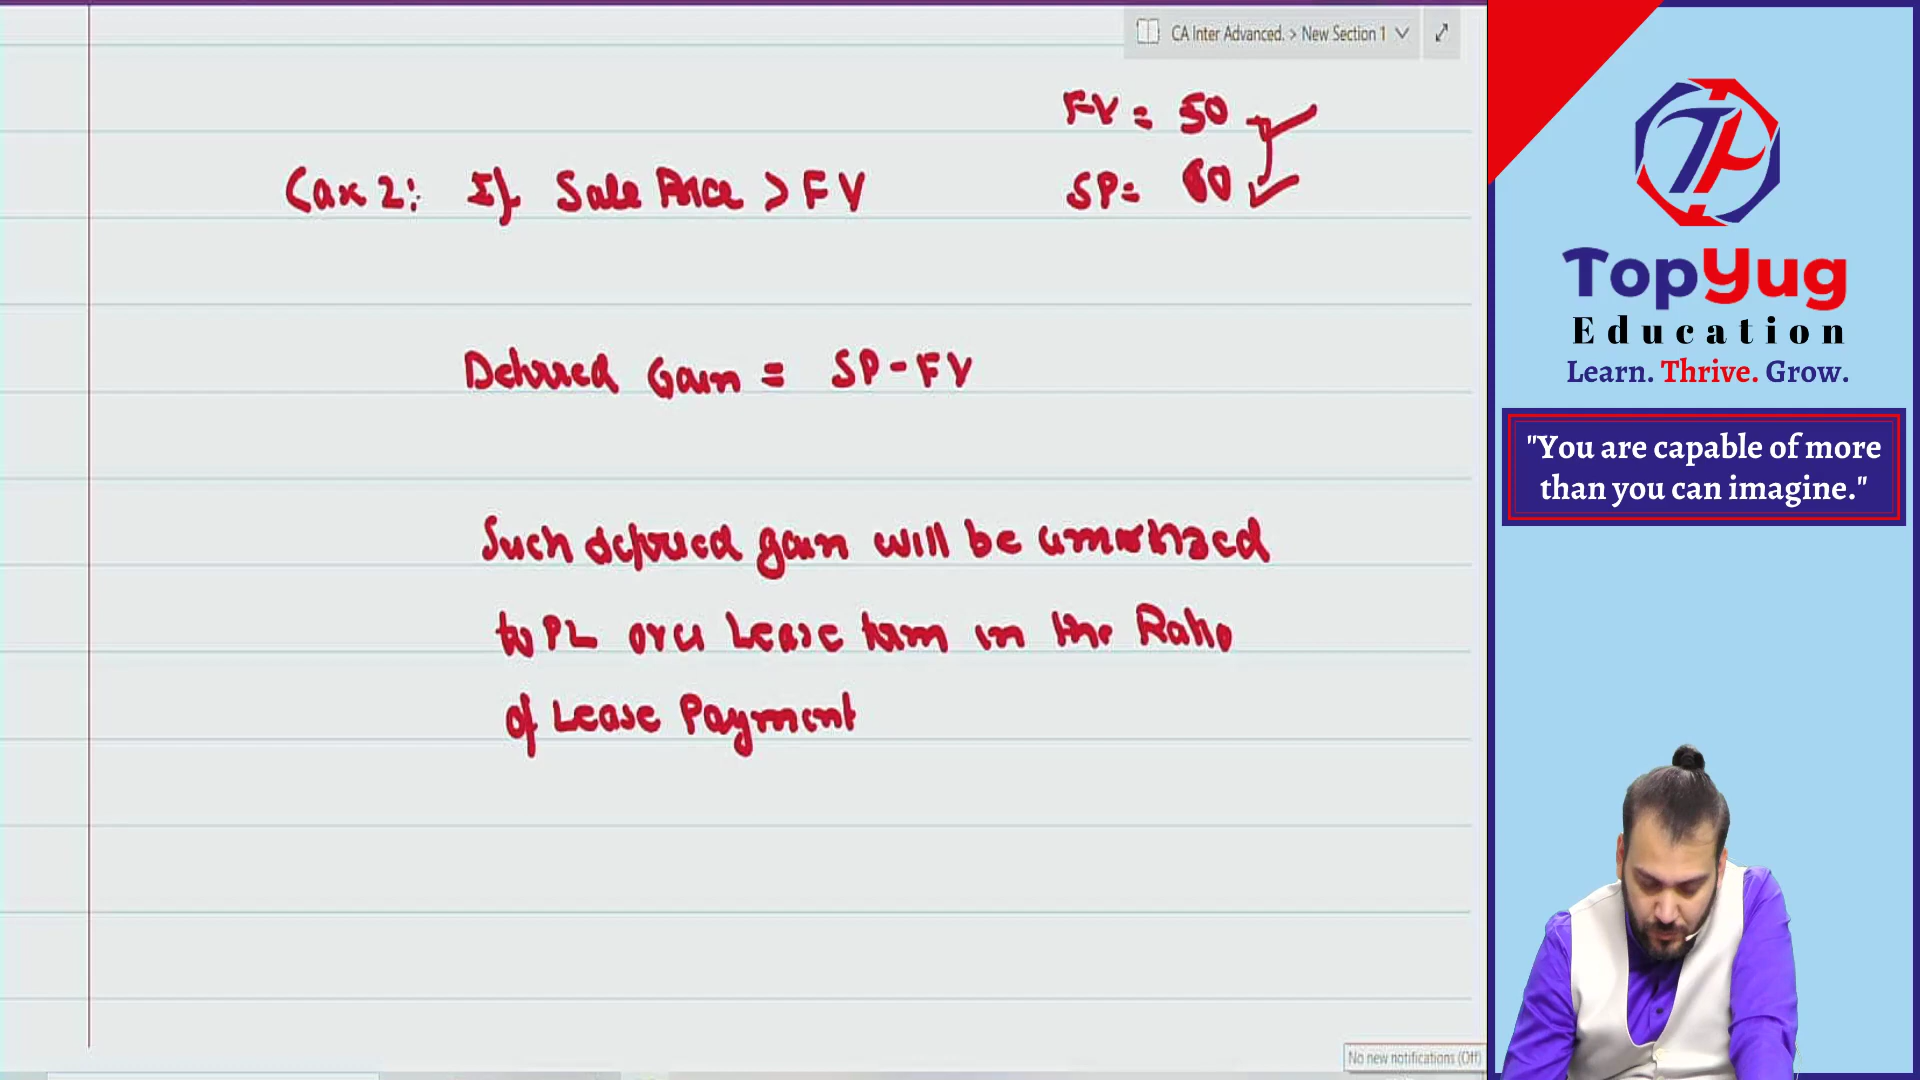 CA Inter Advanced. > New Section 1
FV = 50
Case 2: If Sale Price > FV
SP = 60
Deferred Gain = SP - FV
Such deferred gain will be amortized
to PL over Lease term in the Ratio
of Lease Payment
TopYug
Education
Learn. Thrive. Grow.
"You are capable of more
than you can imagine."
No new notifications (Off)